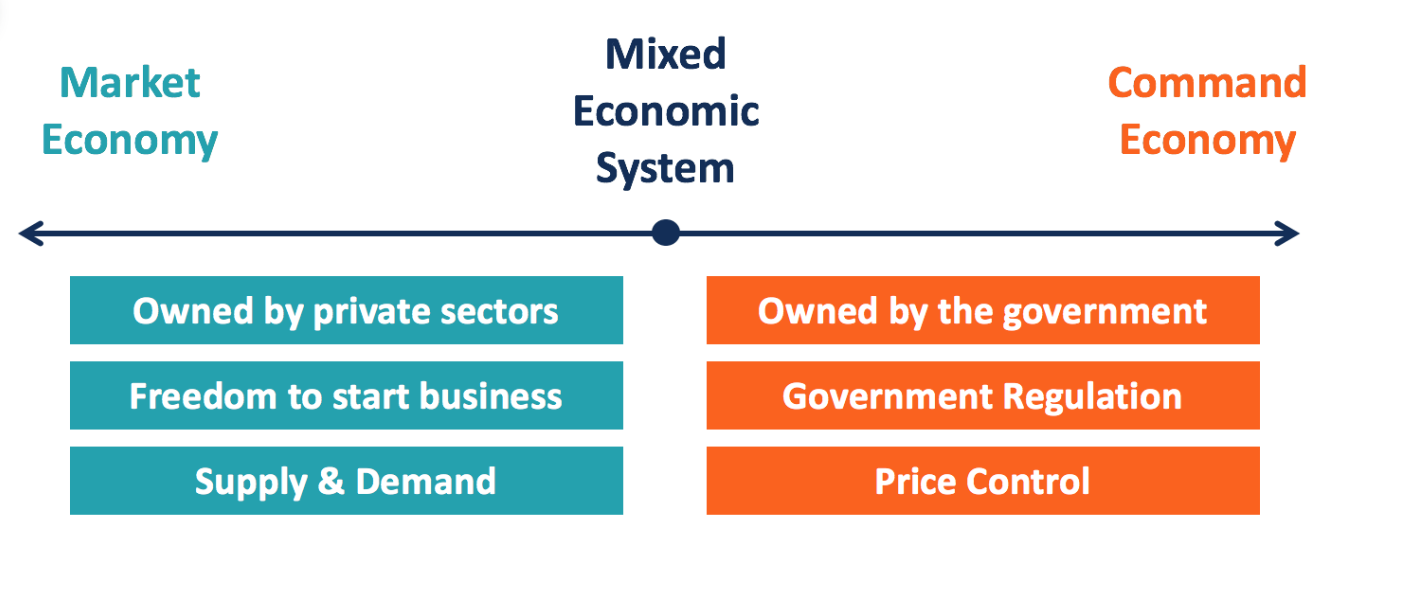 Market
Economy
Mixed
Economic
System
Command
Economy
Owned by private sectors
Owned by the government
Freedom to start business
Government Regulation
Supply & Demand
Price Control